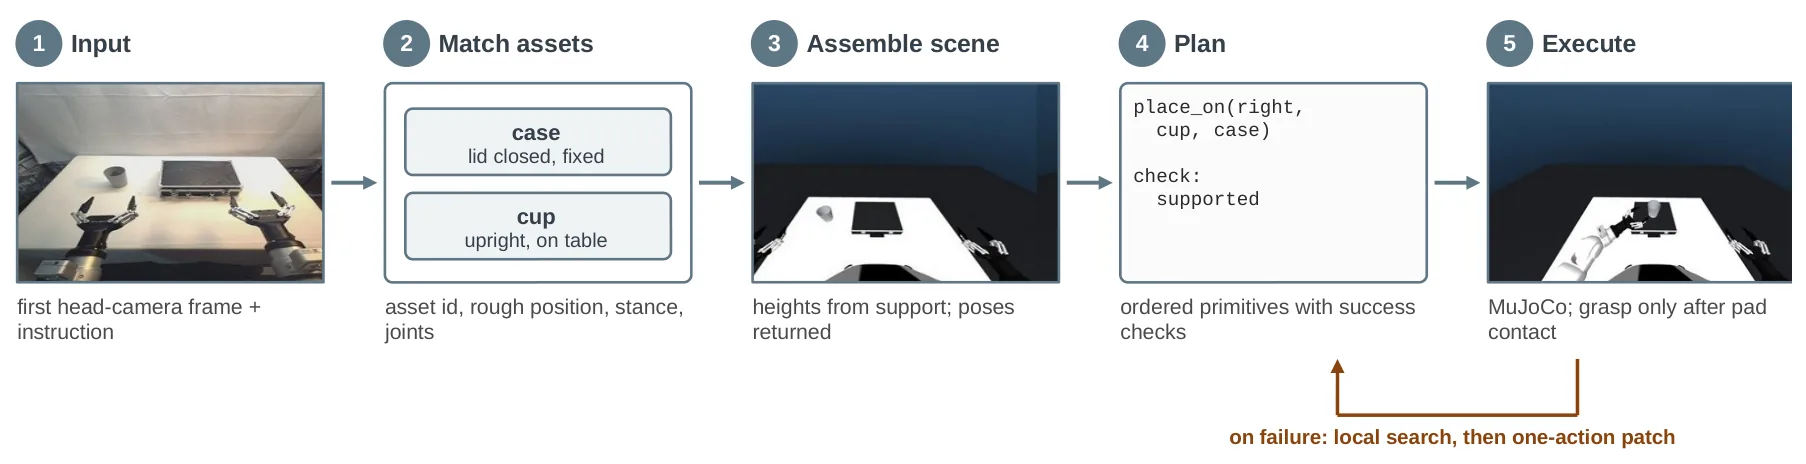 1 Input
2 Match assets
3 Assemble scene
4 Plan
5 Execute
case
lid closed, fixed
cup
upright, on table
place_on(right,
  cup, case)
check:
  supported
first head-camera frame +
instruction
asset id, rough position, stance,
joints
heights from support; poses
returned
ordered primitives with success
checks
MuJoCo; grasp only after pad
contact
on failure: local search, then one-action patch